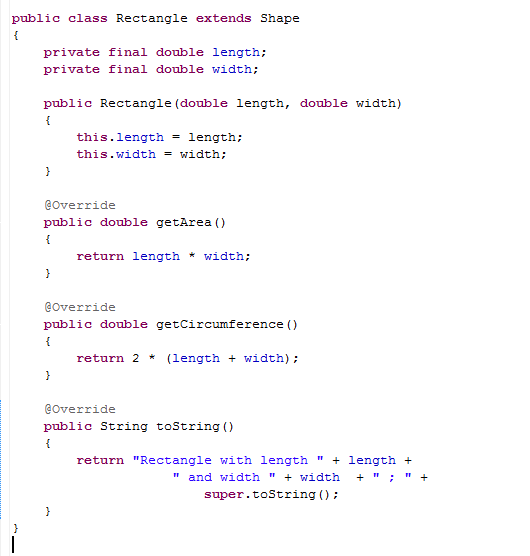 public class Rectangle extends Shape
{
    private final double length;
    private final double width;

    public Rectangle(double length, double width)
    {
        this.length = length;
        this.width = width;
    }

    @Override
    public double getArea()
    {
        return length * width;
    }

    @Override
    public double getCircumference()
    {
        return 2 * (length + width);
    }

    @Override
    public String toString()
    {
        return "Rectangle with length " + length +
                    " and width " + width  + " ; " +
                        super.toString();
    }
}